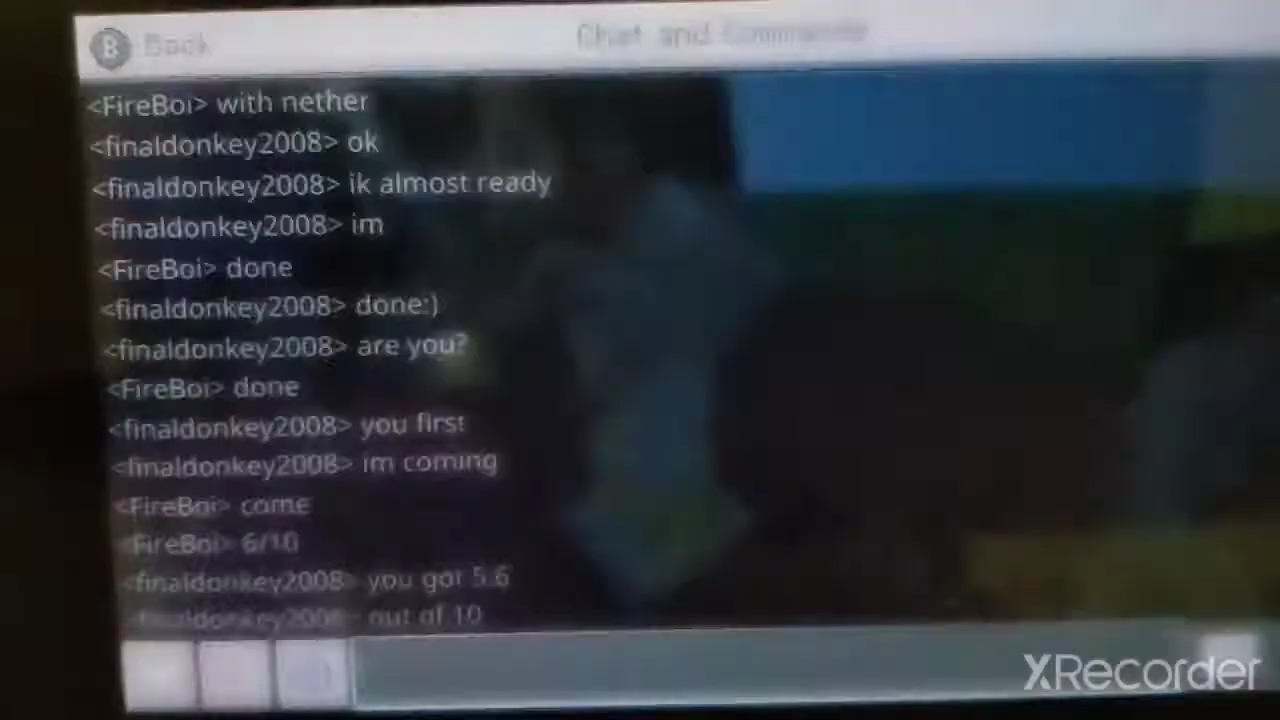 B Back
Chat and Commands
<FireBoi> with nether
<finaldonkey2008> ok
<finaldonkey2008> ik almost ready
<finaldonkey2008> im
<FireBoi> done
<finaldonkey2008> done:)
<finaldonkey2008> are you?
<FireBoi> done
<finaldonkey2008> you first
<finaldonkey2008> im coming
<FireBoi> come
<FireBoi> 6/10
<finaldonkey2008> you got 5.6
<finaldonkey2008> out of 10
XRecorder